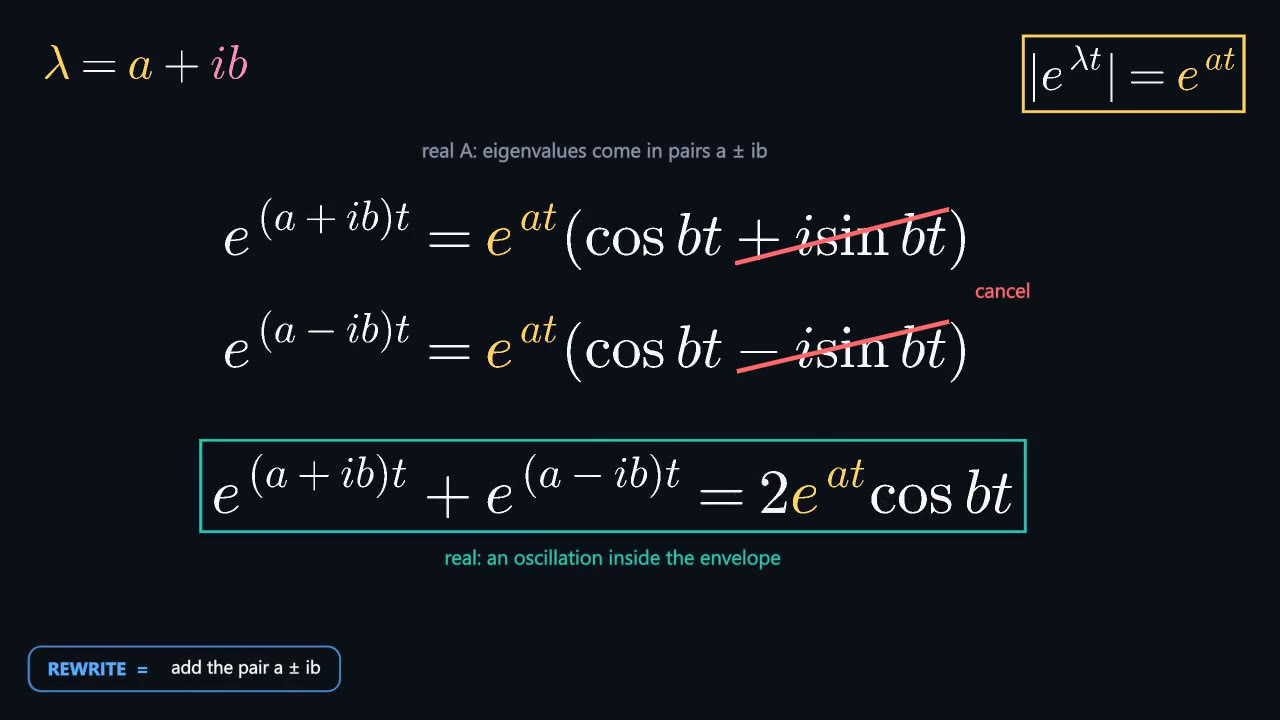 λ = a + ib
|e^{λt}| = e^{at}
real A: eigenvalues come in pairs a ± ib
e^{(a + ib)t} = e^{at}(cos bt + i sin bt)
cancel
e^{(a − ib)t} = e^{at}(cos bt − i sin bt)
e^{(a + ib)t} + e^{(a − ib)t} = 2e^{at} cos bt
real: an oscillation inside the envelope
REWRITE = add the pair a ± ib